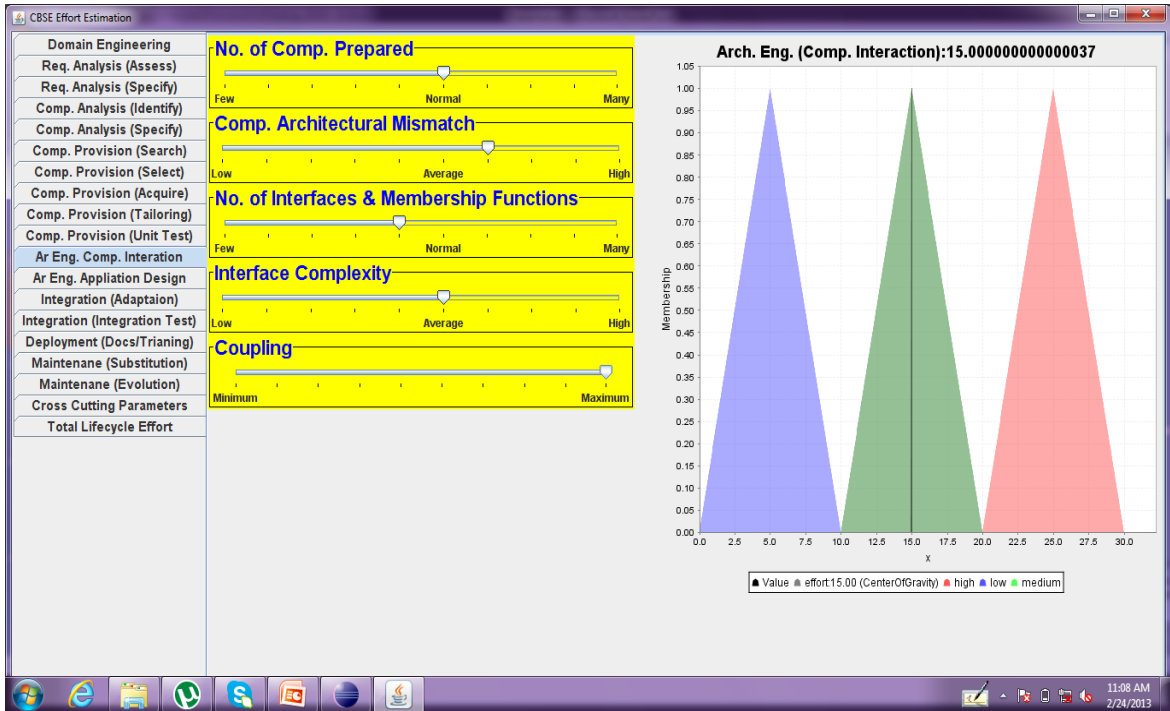 CBSE Effort Estimation
Domain Engineering
Req. Analysis (Assess)
Req. Analysis (Specify)
Comp. Analysis (Identify)
Comp. Analysis (Specify)
Comp. Provision (Search)
Comp. Provision (Select)
Comp. Provision (Acquire)
Comp. Provision (Tailoring)
Comp. Provision (Unit Test)
Ar Eng. Comp. Interation
Ar Eng. Appliation Design
Integration (Adaptaion)
Integration (Integration Test)
Deployment (Docs/Trianing)
Maintenane (Substitution)
Maintenane (Evolution)
Cross Cutting Parameters
Total Lifecycle Effort
No. of Comp. Prepared
Few Normal Many
Comp. Architectural Mismatch
Low Average High
No. of Interfaces & Membership Functions
Few Normal Many
Interface Complexity
Low Average High
Coupling
Minimum Maximum
Arch. Eng. (Comp. Interaction):15.000000000000037
1.05
1.00
0.95
0.90
0.85
0.80
0.75
0.70
0.65
0.60
0.55
0.50
0.45
0.40
0.35
0.30
0.25
0.20
0.15
0.10
0.05
0.00
Membership
0.0 2.5 5.0 7.5 10.0 12.5 15.0 17.5 20.0 22.5 25.0 27.5 30.0
x
Value effort:15.00 (CenterOfGravity) high low medium
11:08 AM
2/24/2013